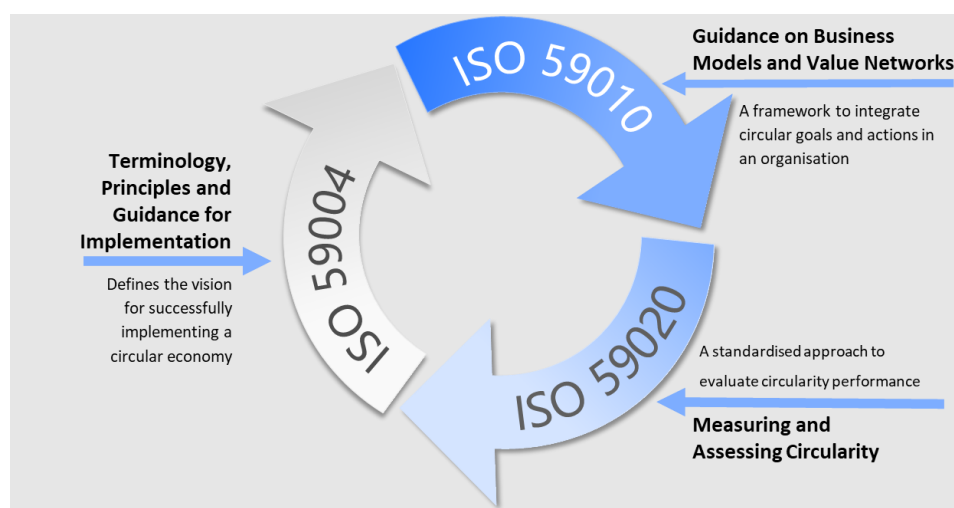 ISO 59010
Guidance on Business
Models and Value Networks
A framework to integrate
circular goals and actions in
an organisation
Terminology,
Principles and
Guidance for
Implementation
Defines the vision
for successfully
implementing a
circular economy
ISO 59004
ISO 59020
A standardised approach to
evaluate circularity performance
Measuring and
Assessing Circularity